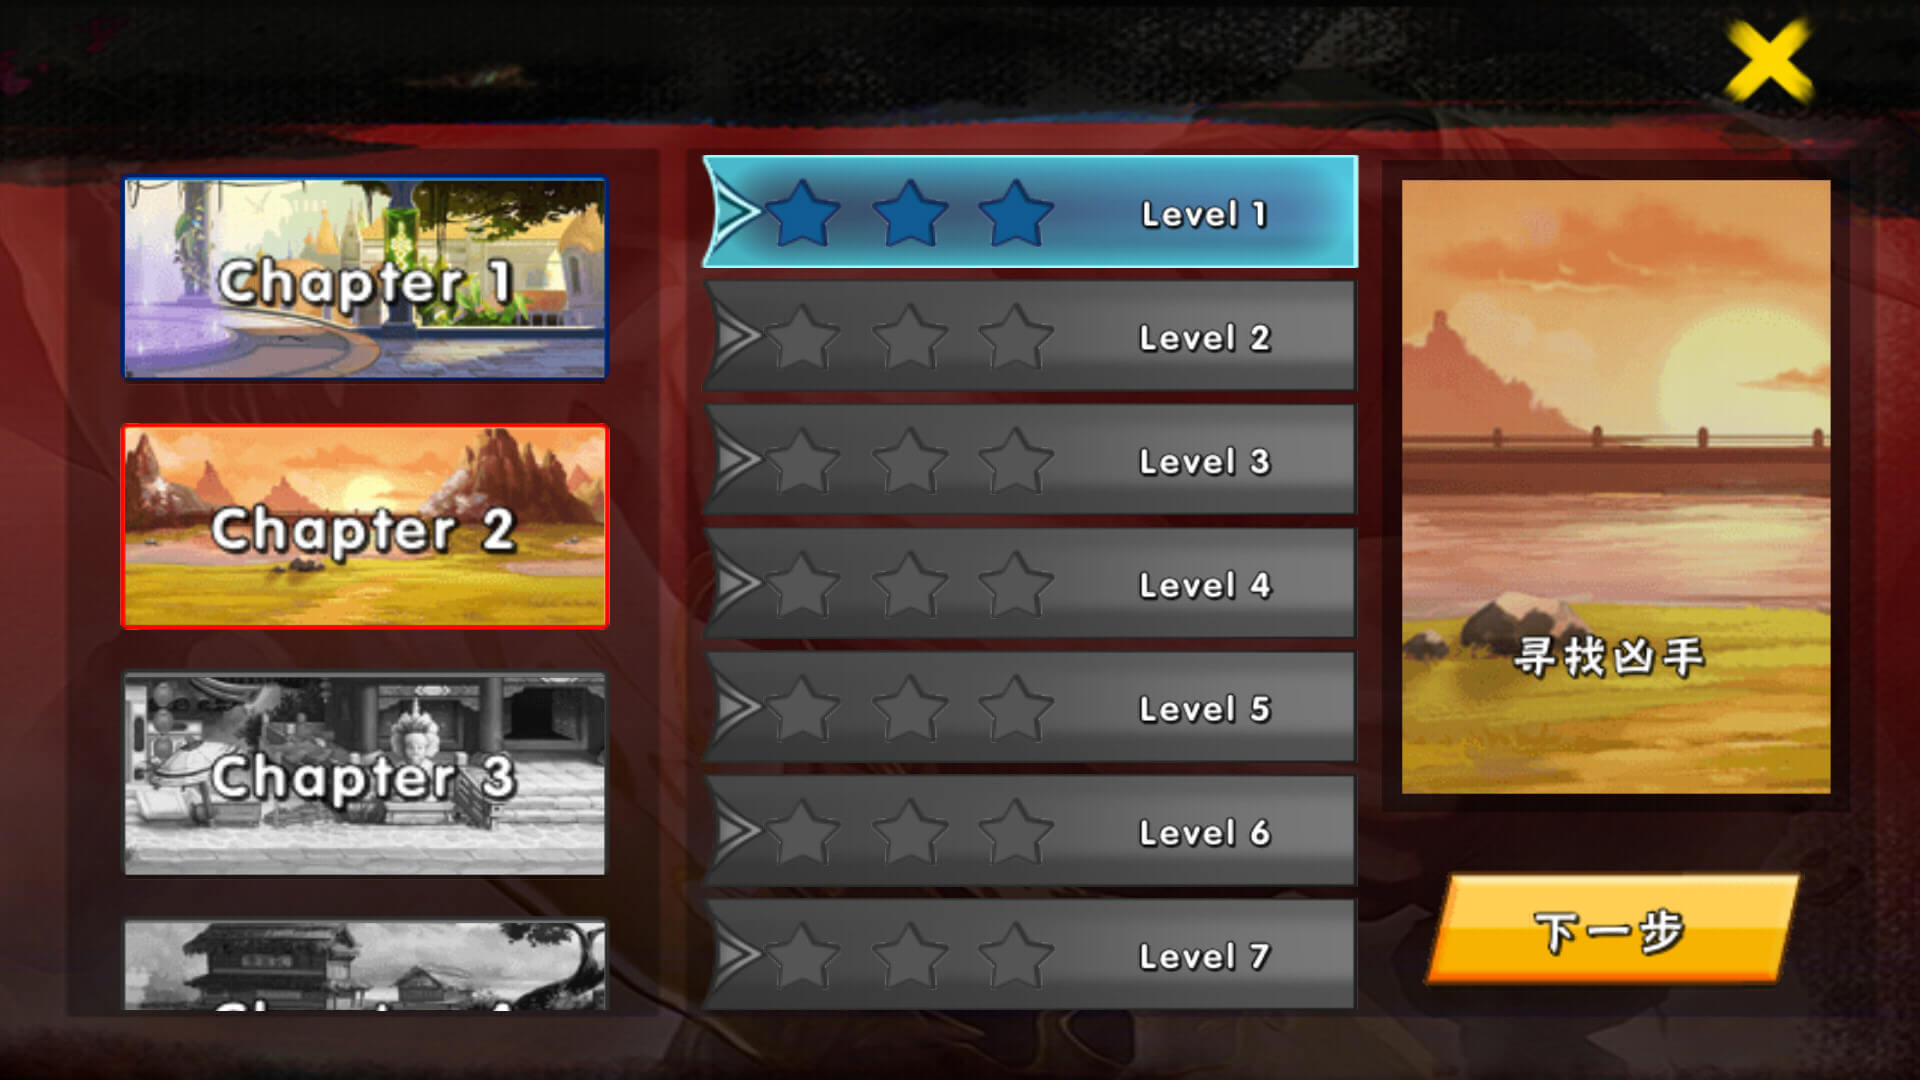 Chapter 1
Chapter 2
Chapter 3
Level 1
Level 2
Level 3
Level 4
Level 5
Level 6
Level 7
寻找凶手
下一步